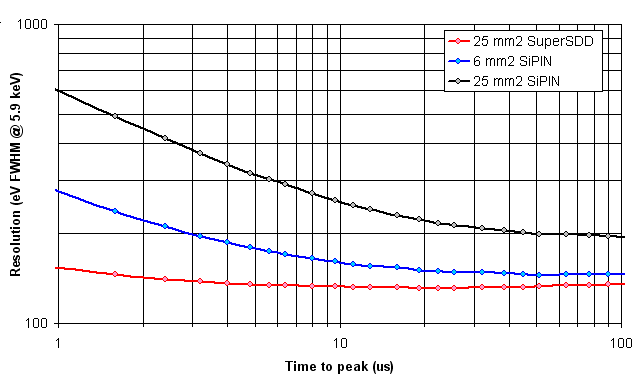 1000
25 mm2 SuperSDD
6 mm2 SiPIN
25 mm2 SiPIN
Resolution (eV FWHM @ 5.9 keV)
100
1
10
100
Time to peak (us)